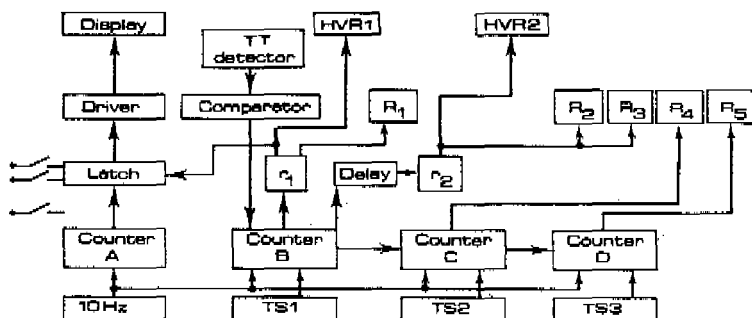 Display
TT
detector
HVR1
HVR2
Driver
Comparator
R1
R2
R3
R4
R5
Latch
r1
Delay
r2
Counter
A
Counter
B
Counter
C
Counter
D
10Hz
TS1
TS2
TS3